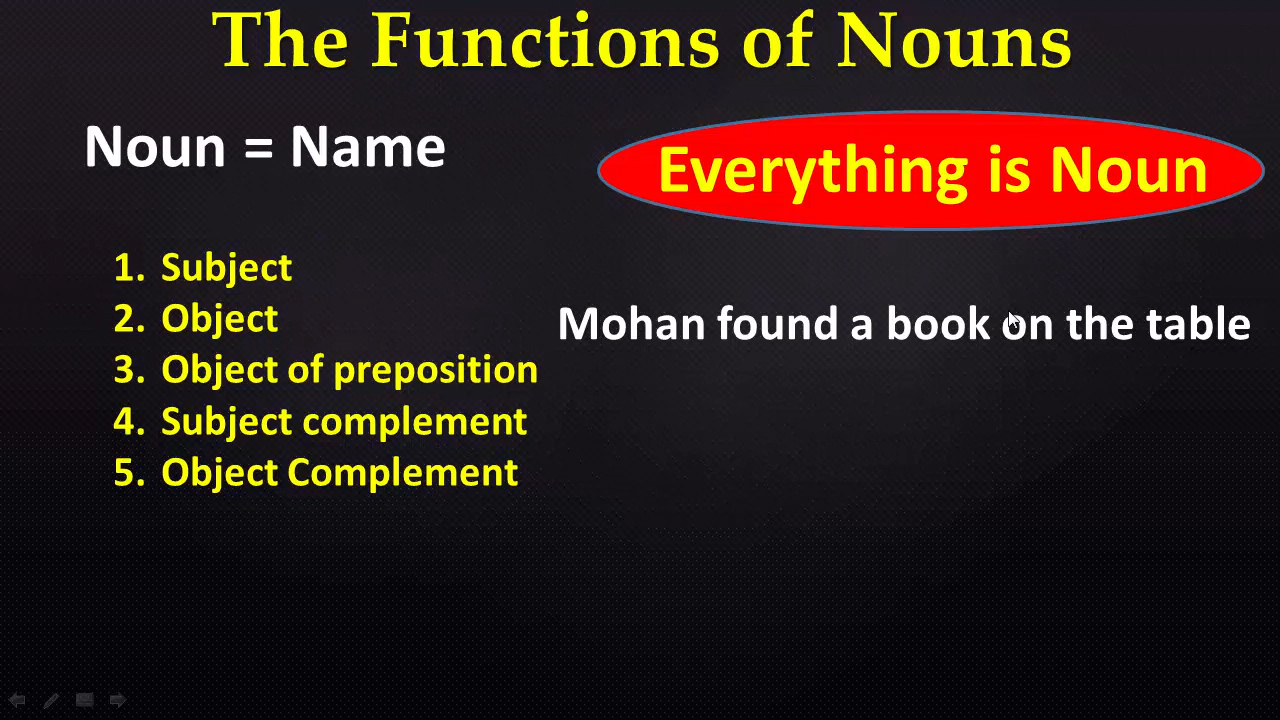 The Functions of Nouns
Noun = Name
Everything is Noun
1. Subject
2. Object
3. Object of preposition
4. Subject complement
5. Object Complement
Mohan found a book on the table